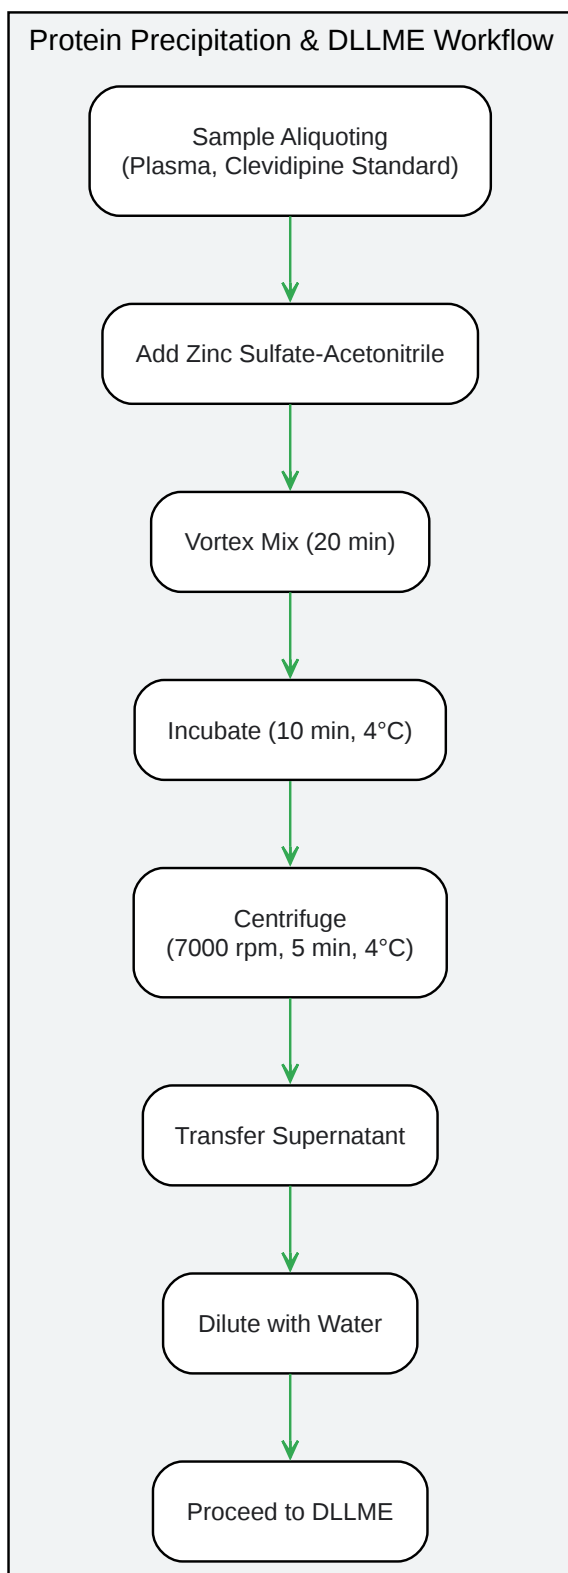 Protein Precipitation & DLLME Workflow
Sample Aliquoting
(Plasma, Clevidipine Standard)
Add Zinc Sulfate-Acetonitrile
Vortex Mix (20 min)
Incubate (10 min, 4°C)
Centrifuge
(7000 rpm, 5 min, 4°C)
Transfer Supernatant
Dilute with Water
Proceed to DLLME